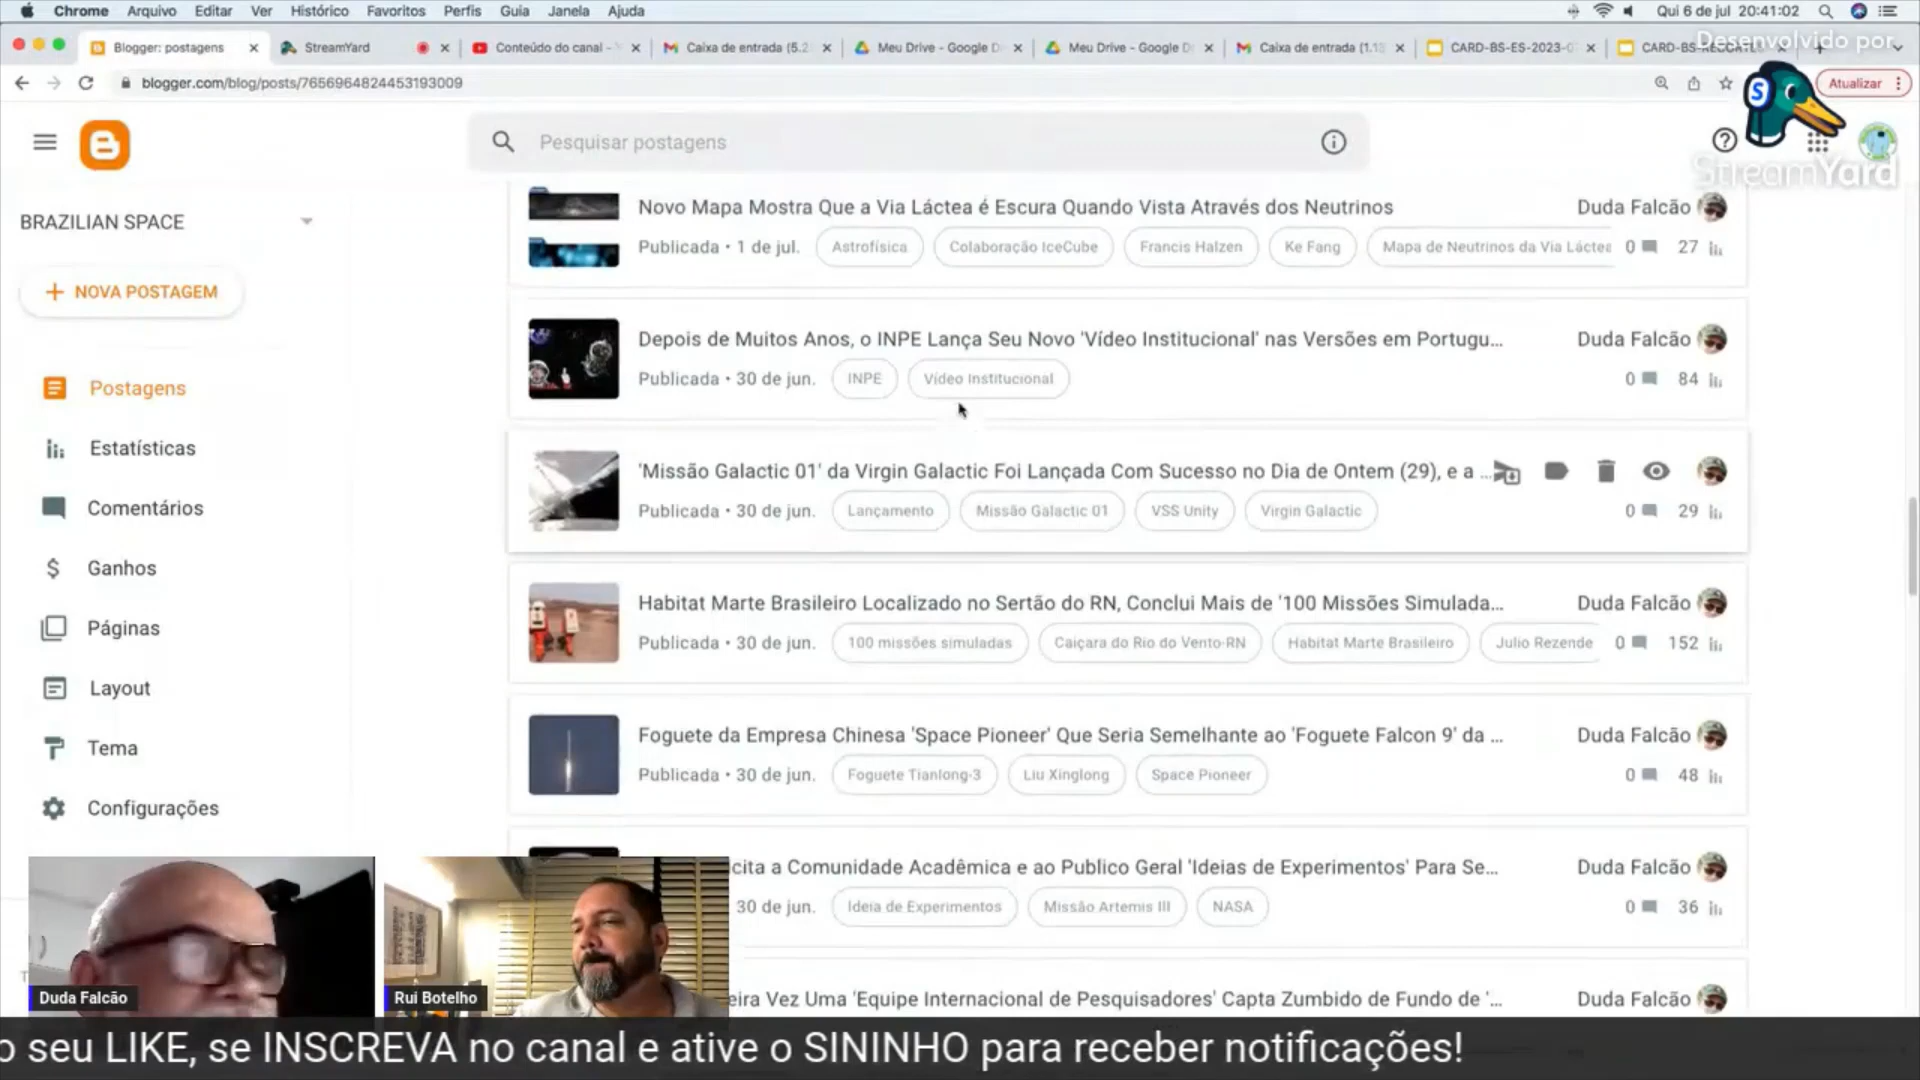 Chrome Arquivo Editar Ver Histórico Favoritos Perfis Guia Janela Ajuda Qui 6 de jul 20:41:02
Blogger: postagens StreamYard Conteúdo do canal - Caixa de entrada (5.2 Meu Drive - Google D Meu Drive - Google D Caixa de entrada (1.1 CARD-BS-ES-2023-0
Desenvolvido por
blogger.com/blog/posts/7656964824453193009 Atualizar
StreamYard
Pesquisar postagens
BRAZILIAN SPACE
NOVA POSTAGEM
Postagens
Estatísticas
Comentários
Ganhos
Páginas
Layout
Tema
Configurações
Novo Mapa Mostra Que a Via Láctea é Escura Quando Vista Através dos Neutrinos Duda Falcão
Publicada • 1 de jul. Astrofísica Colaboração IceCube Francis Halzen Ke Fang Mapa de Neutrinos da Via Láctea 0 27
Depois de Muitos Anos, o INPE Lança Seu Novo 'Vídeo Institucional' nas Versões em Portugu... Duda Falcão
Publicada • 30 de jun. INPE Vídeo Institucional 0 84
'Missão Galactic 01' da Virgin Galactic Foi Lançada Com Sucesso no Dia de Ontem (29), e a ...
Publicada • 30 de jun. Lançamento Missão Galactic 01 VSS Unity Virgin Galactic 0 29
Habitat Marte Brasileiro Localizado no Sertão do RN, Conclui Mais de '100 Missões Simulada... Duda Falcão
Publicada • 30 de jun. 100 missões simuladas Caiçara do Rio do Vento-RN Habitat Marte Brasileiro Julio Rezende 0 152
Foguete da Empresa Chinesa 'Space Pioneer' Que Seria Semelhante ao 'Foguete Falcon 9' da ... Duda Falcão
Publicada • 30 de jun. Foguete Tianlong-3 Liu Xinglong Space Pioneer 0 48
cita a Comunidade Acadêmica e ao Publico Geral 'Ideias de Experimentos' Para Se... Duda Falcão
30 de jun. Ideia de Experimentos Missão Artemis III NASA 0 36
eira Vez Uma 'Equipe Internacional de Pesquisadores' Capta Zumbido de Fundo de '... Duda Falcão
Duda Falcão
Rui Botelho
o seu LIKE, se INSCREVA no canal e ative o SININHO para receber notificações!